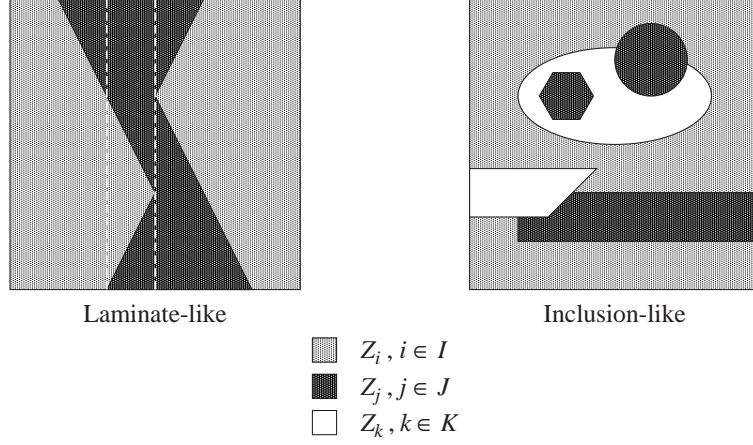 Laminate-like
Inclusion-like
Z_i , i ∈ I
Z_j , j ∈ J
Z_k , k ∈ K